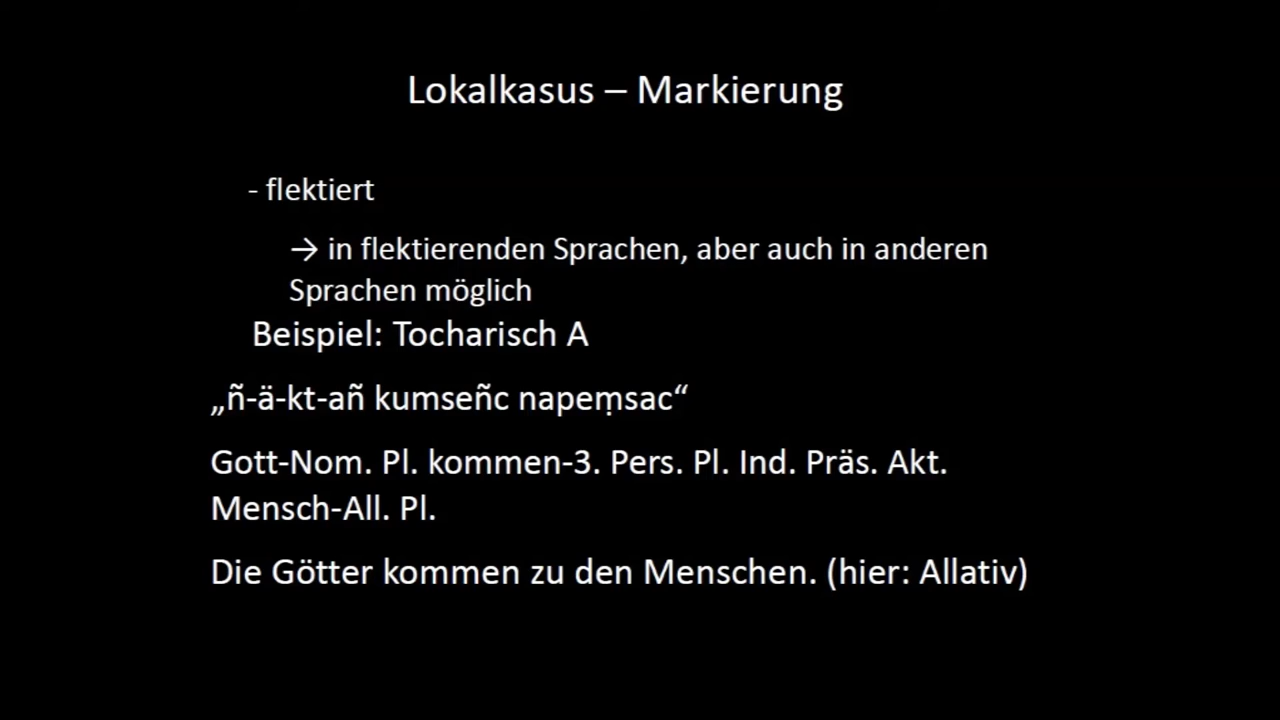 Lokalkasus – Markierung
- flektiert
→ in flektierenden Sprachen, aber auch in anderen
Sprachen möglich
Beispiel: Tocharisch A
„ñ-ä-kt-añ kumseñc napeṃsac“
Gott-Nom. Pl. kommen-3. Pers. Pl. Ind. Präs. Akt.
Mensch-All. Pl.
Die Götter kommen zu den Menschen. (hier: Allativ)